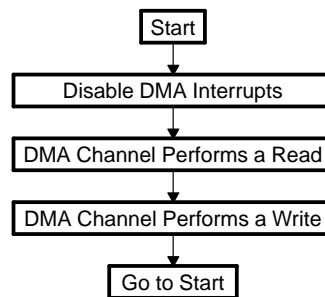 Start
Disable DMA Interrupts
DMA Channel Performs a Read
DMA Channel Performs a Write
Go to Start